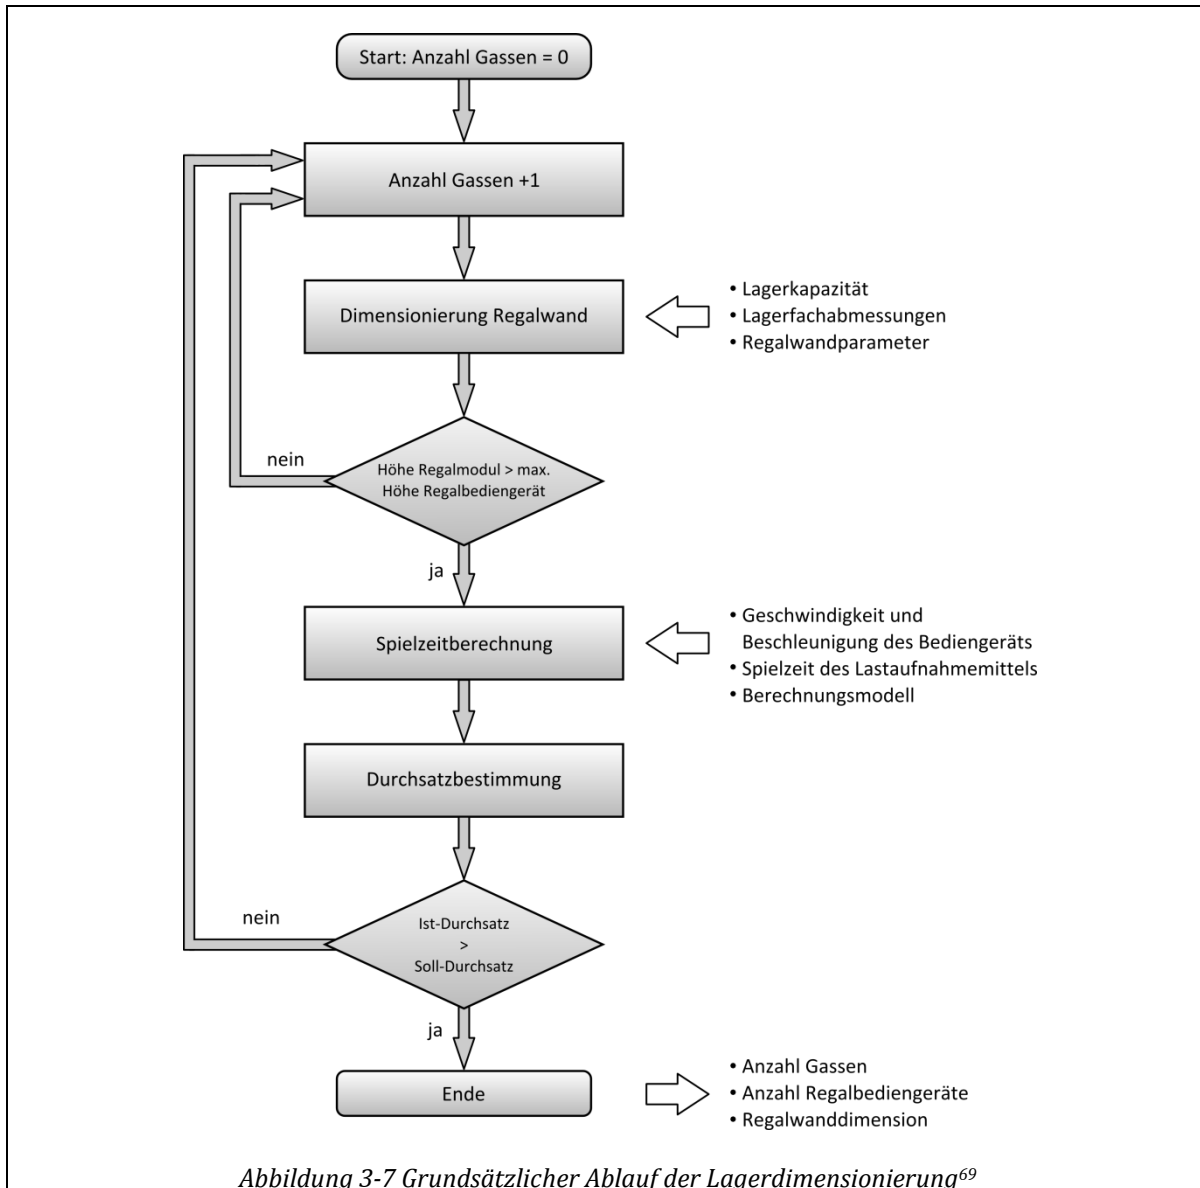 Start: Anzahl Gassen = 0
Anzahl Gassen +1
Dimensionierung Regalwand
• Lagerkapazität
• Lagerfachabmessungen
• Regalwandparameter
nein
Höhe Regalmodul > max.
Höhe Regalbediengerät
ja
Spielzeitberechnung
• Geschwindigkeit und
Beschleunigung des Bediengeräts
• Spielzeit des Lastaufnahmemittels
• Berechnungsmodell
Durchsatzbestimmung
nein
Ist-Durchsatz
>
Soll-Durchsatz
ja
Ende
• Anzahl Gassen
• Anzahl Regalbediengeräte
• Regalwanddimension
Abbildung 3-7 Grundsätzlicher Ablauf der Lagerdimensionierung⁶⁹